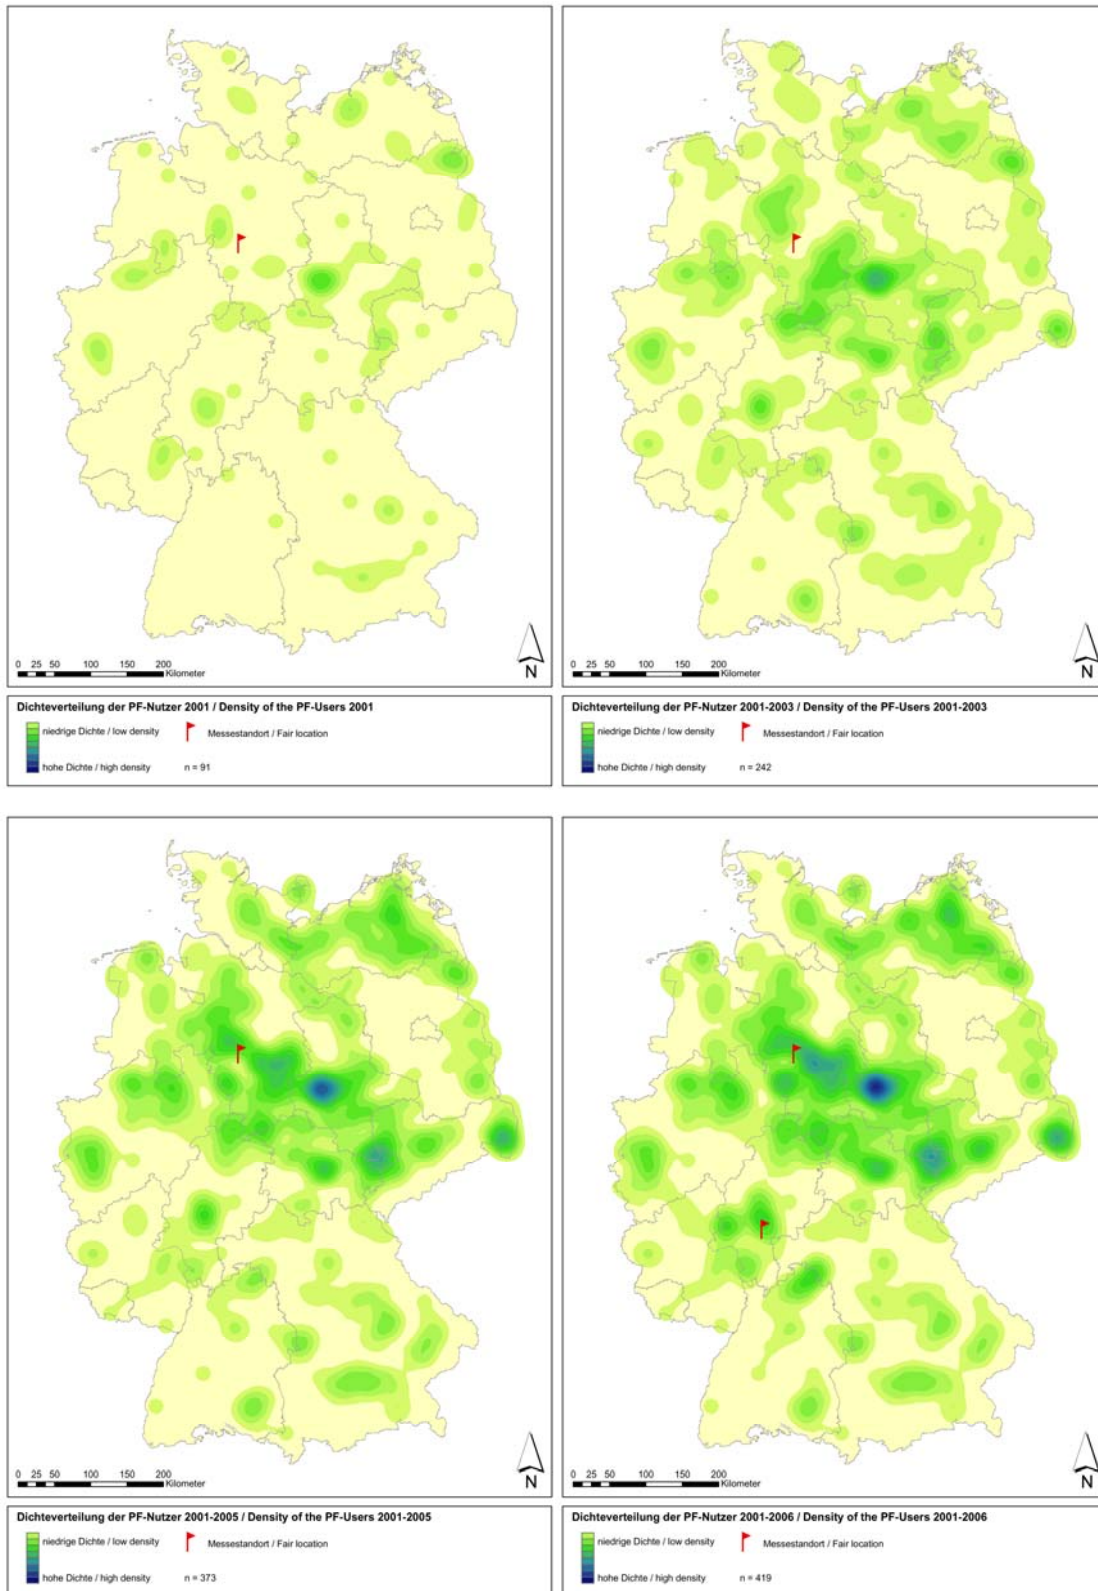 0 25 50 100 150 200
Kilometer
N
0 25 50 100 150 200
Kilometer
N
Dichteverteilung der PF-Nutzer 2001 / Density of the PF-Users 2001
niedrige Dichte / low density
Messestandort / Fair location
hohe Dichte / high density
n = 91
Dichteverteilung der PF-Nutzer 2001-2003 / Density of the PF-Users 2001-2003
niedrige Dichte / low density
Messestandort / Fair location
hohe Dichte / high density
n = 242
0 25 50 100 150 200
Kilometer
N
0 25 50 100 150 200
Kilometer
N
Dichteverteilung der PF-Nutzer 2001-2005 / Density of the PF-Users 2001-2005
niedrige Dichte / low density
Messestandort / Fair location
hohe Dichte / high density
n = 373
Dichteverteilung der PF-Nutzer 2001-2006 / Density of the PF-Users 2001-2006
niedrige Dichte / low density
Messestandort / Fair location
hohe Dichte / high density
n = 419